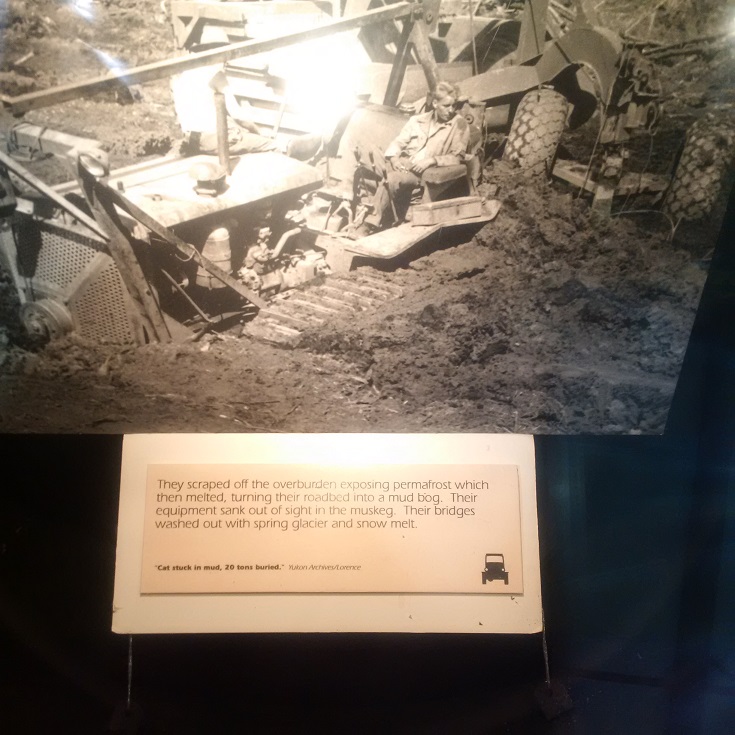 They scraped off the overburden exposing permafrost which
then melted, turning their roadbed into a mud bog. Their
equipment sank out of sight in the muskeg. Their bridges
washed out with spring glacier and snow melt.
"Cat stuck in mud, 20 tons buried." Yukon Archives/Lorence